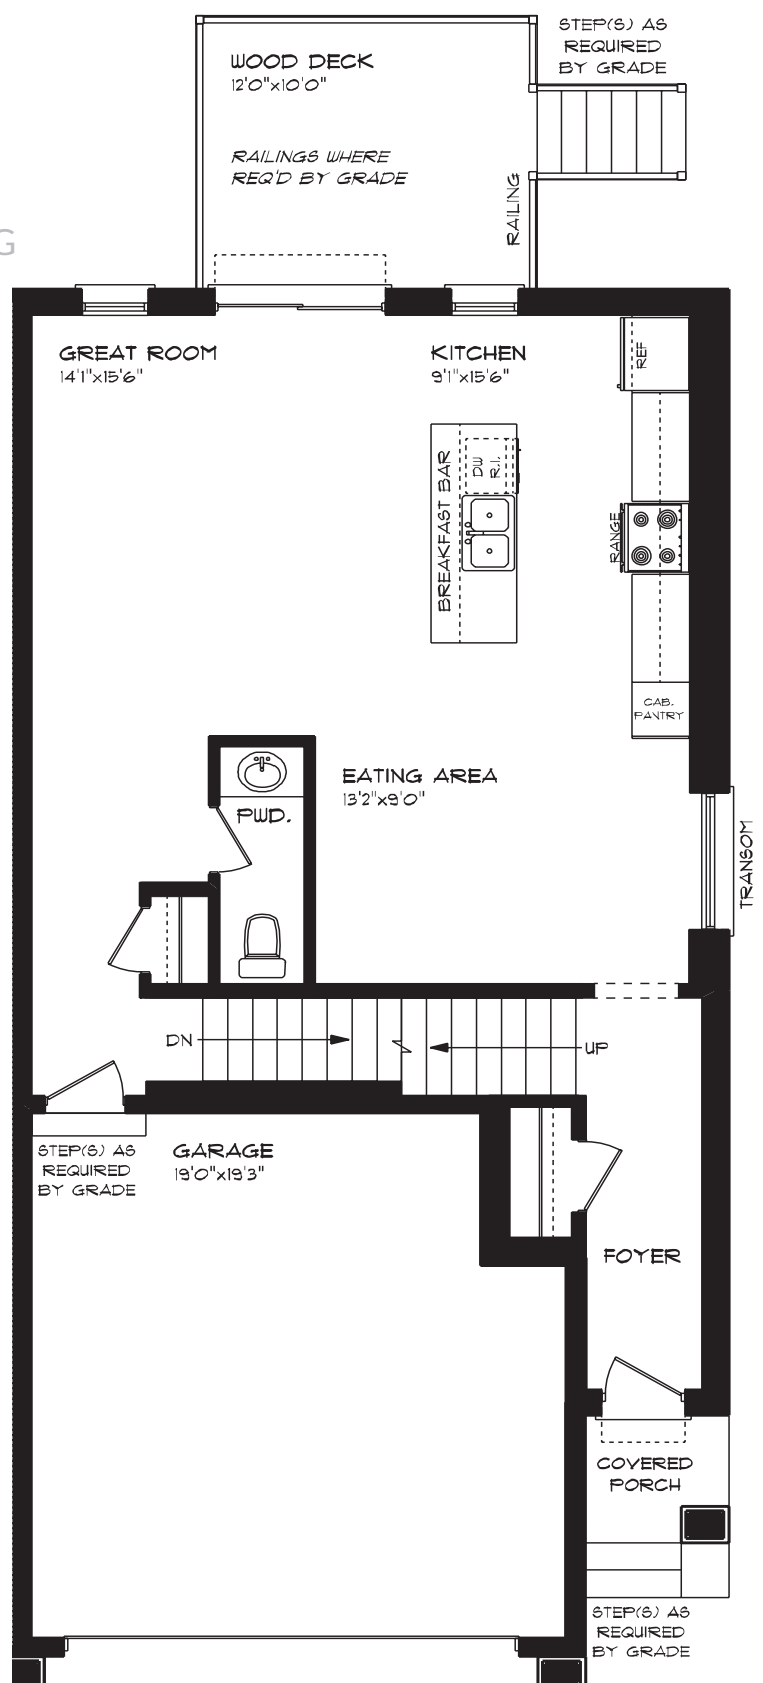 STEP(S) AS
REQUIRED
BY GRADE
WOOD DECK
12'0"x10'0"
RAILINGS WHERE
REQ'D BY GRADE
RAILING
G
GREAT ROOM
14'1"x15'6"
KITCHEN
9'1"x15'6"
REF
BREAKFAST BAR
DW
R.I.
RANGE
CAB.
PANTRY
EATING AREA
13'2"x9'0"
PWD.
TRANSOM
DN
UP
STEP(S) AS
REQUIRED
BY GRADE
GARAGE
19'0"x19'3"
FOYER
COVERED
PORCH
STEP(S) AS
REQUIRED
BY GRADE